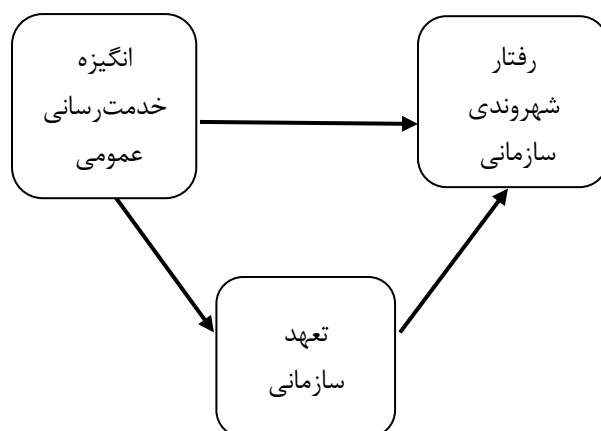 انگیزه
خدمت‌رسانی
عمومی
رفتار
شهروندی
سازمانی
تعهد
سازمانی